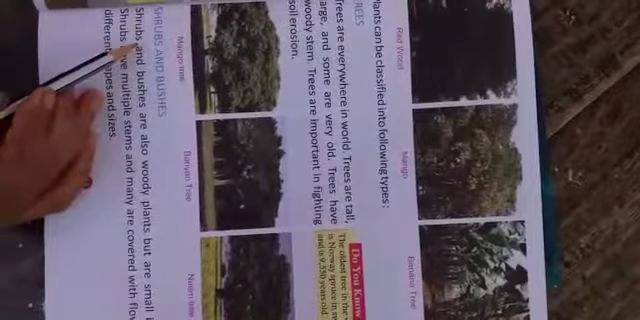 Red Wood
Mango
Banana Tree
Plants can be classified into following types :
TREES
Trees are everywhere in world. Trees are tall,
large, and some are very old. Trees have
woody stem. Trees are important in fighting
soil erosion.
Do You Know
The oldest tree in the
is Norway spruce in
and is 9,550 years old.
Mango tree
Banyan Tree
Neem tree
SHRUBS AND BUSHES
Shrubs and bushes are also woody plants but are small
Shrubs have multiple stems and many are covered with
different shapes and sizes.